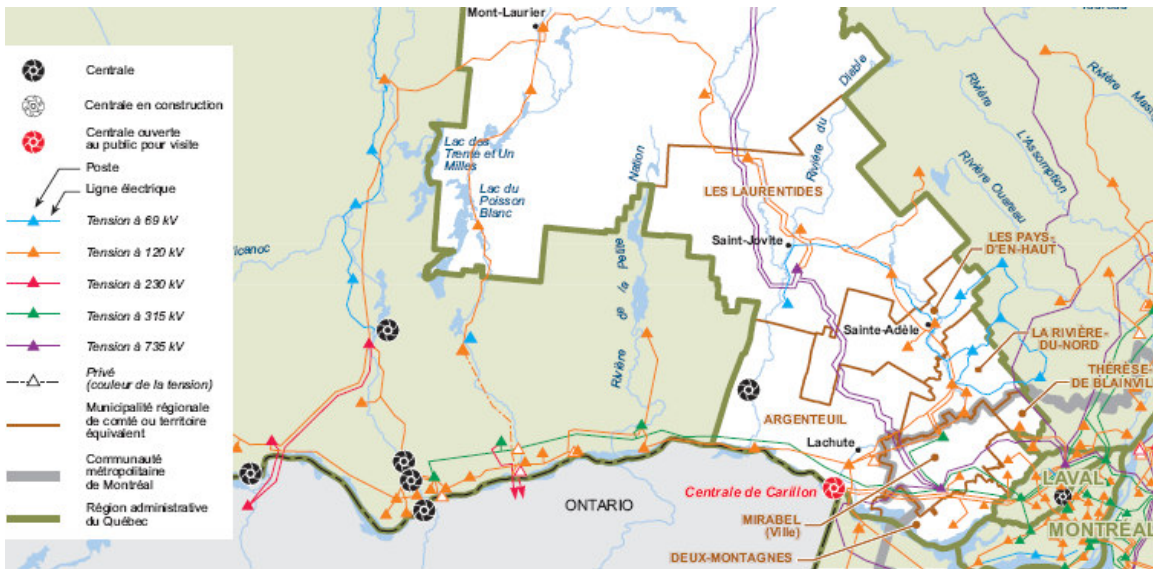 Centrale
Centrale en construction
Centrale ouverte
au public pour visite
Poste
Ligne électrique
Tension à 69 kV
Tension à 120 kV
Tension à 230 kV
Tension à 315 kV
Tension à 735 kV
Privé
(couleur de la tension)
Municipalité régionale
de comté ou territoire
équivalent
Communauté
métropolitaine
de Montréal
Région administrative
du Québec
Mont-Laurier
Lac des
Trente et Un
Milles
Lac du
Poisson
Blanc
Rivière de la Petite Nation
Rivière du Diable
LES LAURENTIDES
Saint-Jovite
Rivière
L'Assomption
Rivière Ouareau
Rivière
LES PAYS-
D'EN-HAUT
Sainte-Adèle
LA RIVIÈRE-
DU-NORD
THÉRÈSE-
DE BLAINVILLE
ARGENTEUIL
Lachute
ONTARIO
Centrale de Carillon
MIRABEL
(Ville)
DEUX-MONTAGNES
LAVAL
MONTRÉAL